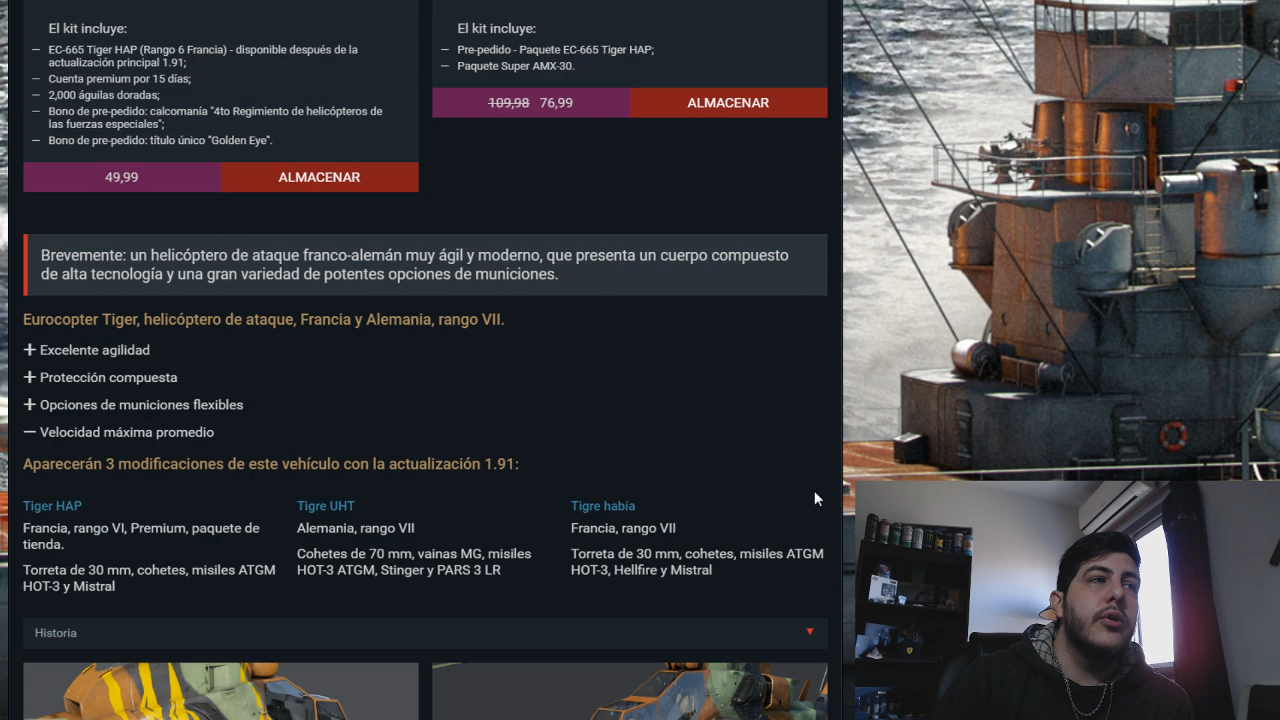 El kit incluye:
— EC-665 Tiger HAP (Rango 6 Francia) - disponible después de la
actualización principal 1.91;
— Cuenta premium por 15 días;
— 2,000 águilas doradas;
— Bono de pre-pedido: calcomanía "4to Regimiento de helicópteros de
las fuerzas especiales";
— Bono de pre-pedido: título único "Golden Eye".
49,99 ALMACENAR
El kit incluye:
— Pre-pedido - Paquete EC-665 Tiger HAP;
— Paquete Super AMX-30.
109,98 76,99 ALMACENAR
Brevemente: un helicóptero de ataque franco-alemán muy ágil y moderno, que presenta un cuerpo compuesto
de alta tecnología y una gran variedad de potentes opciones de municiones.
Eurocopter Tiger, helicóptero de ataque, Francia y Alemania, rango VII.
+ Excelente agilidad
+ Protección compuesta
+ Opciones de municiones flexibles
— Velocidad máxima promedio
Aparecerán 3 modificaciones de este vehículo con la actualización 1.91:
Tiger HAP
Francia, rango VI, Premium, paquete de
tienda.
Torreta de 30 mm, cohetes, misiles ATGM
HOT-3 y Mistral
Tigre UHT
Alemania, rango VII
Cohetes de 70 mm, vainas MG, misiles
HOT-3 ATGM, Stinger y PARS 3 LR
Tigre había
Francia, rango VII
Torreta de 30 mm, cohetes, misiles ATGM
HOT-3, Hellfire y Mistral
Historia